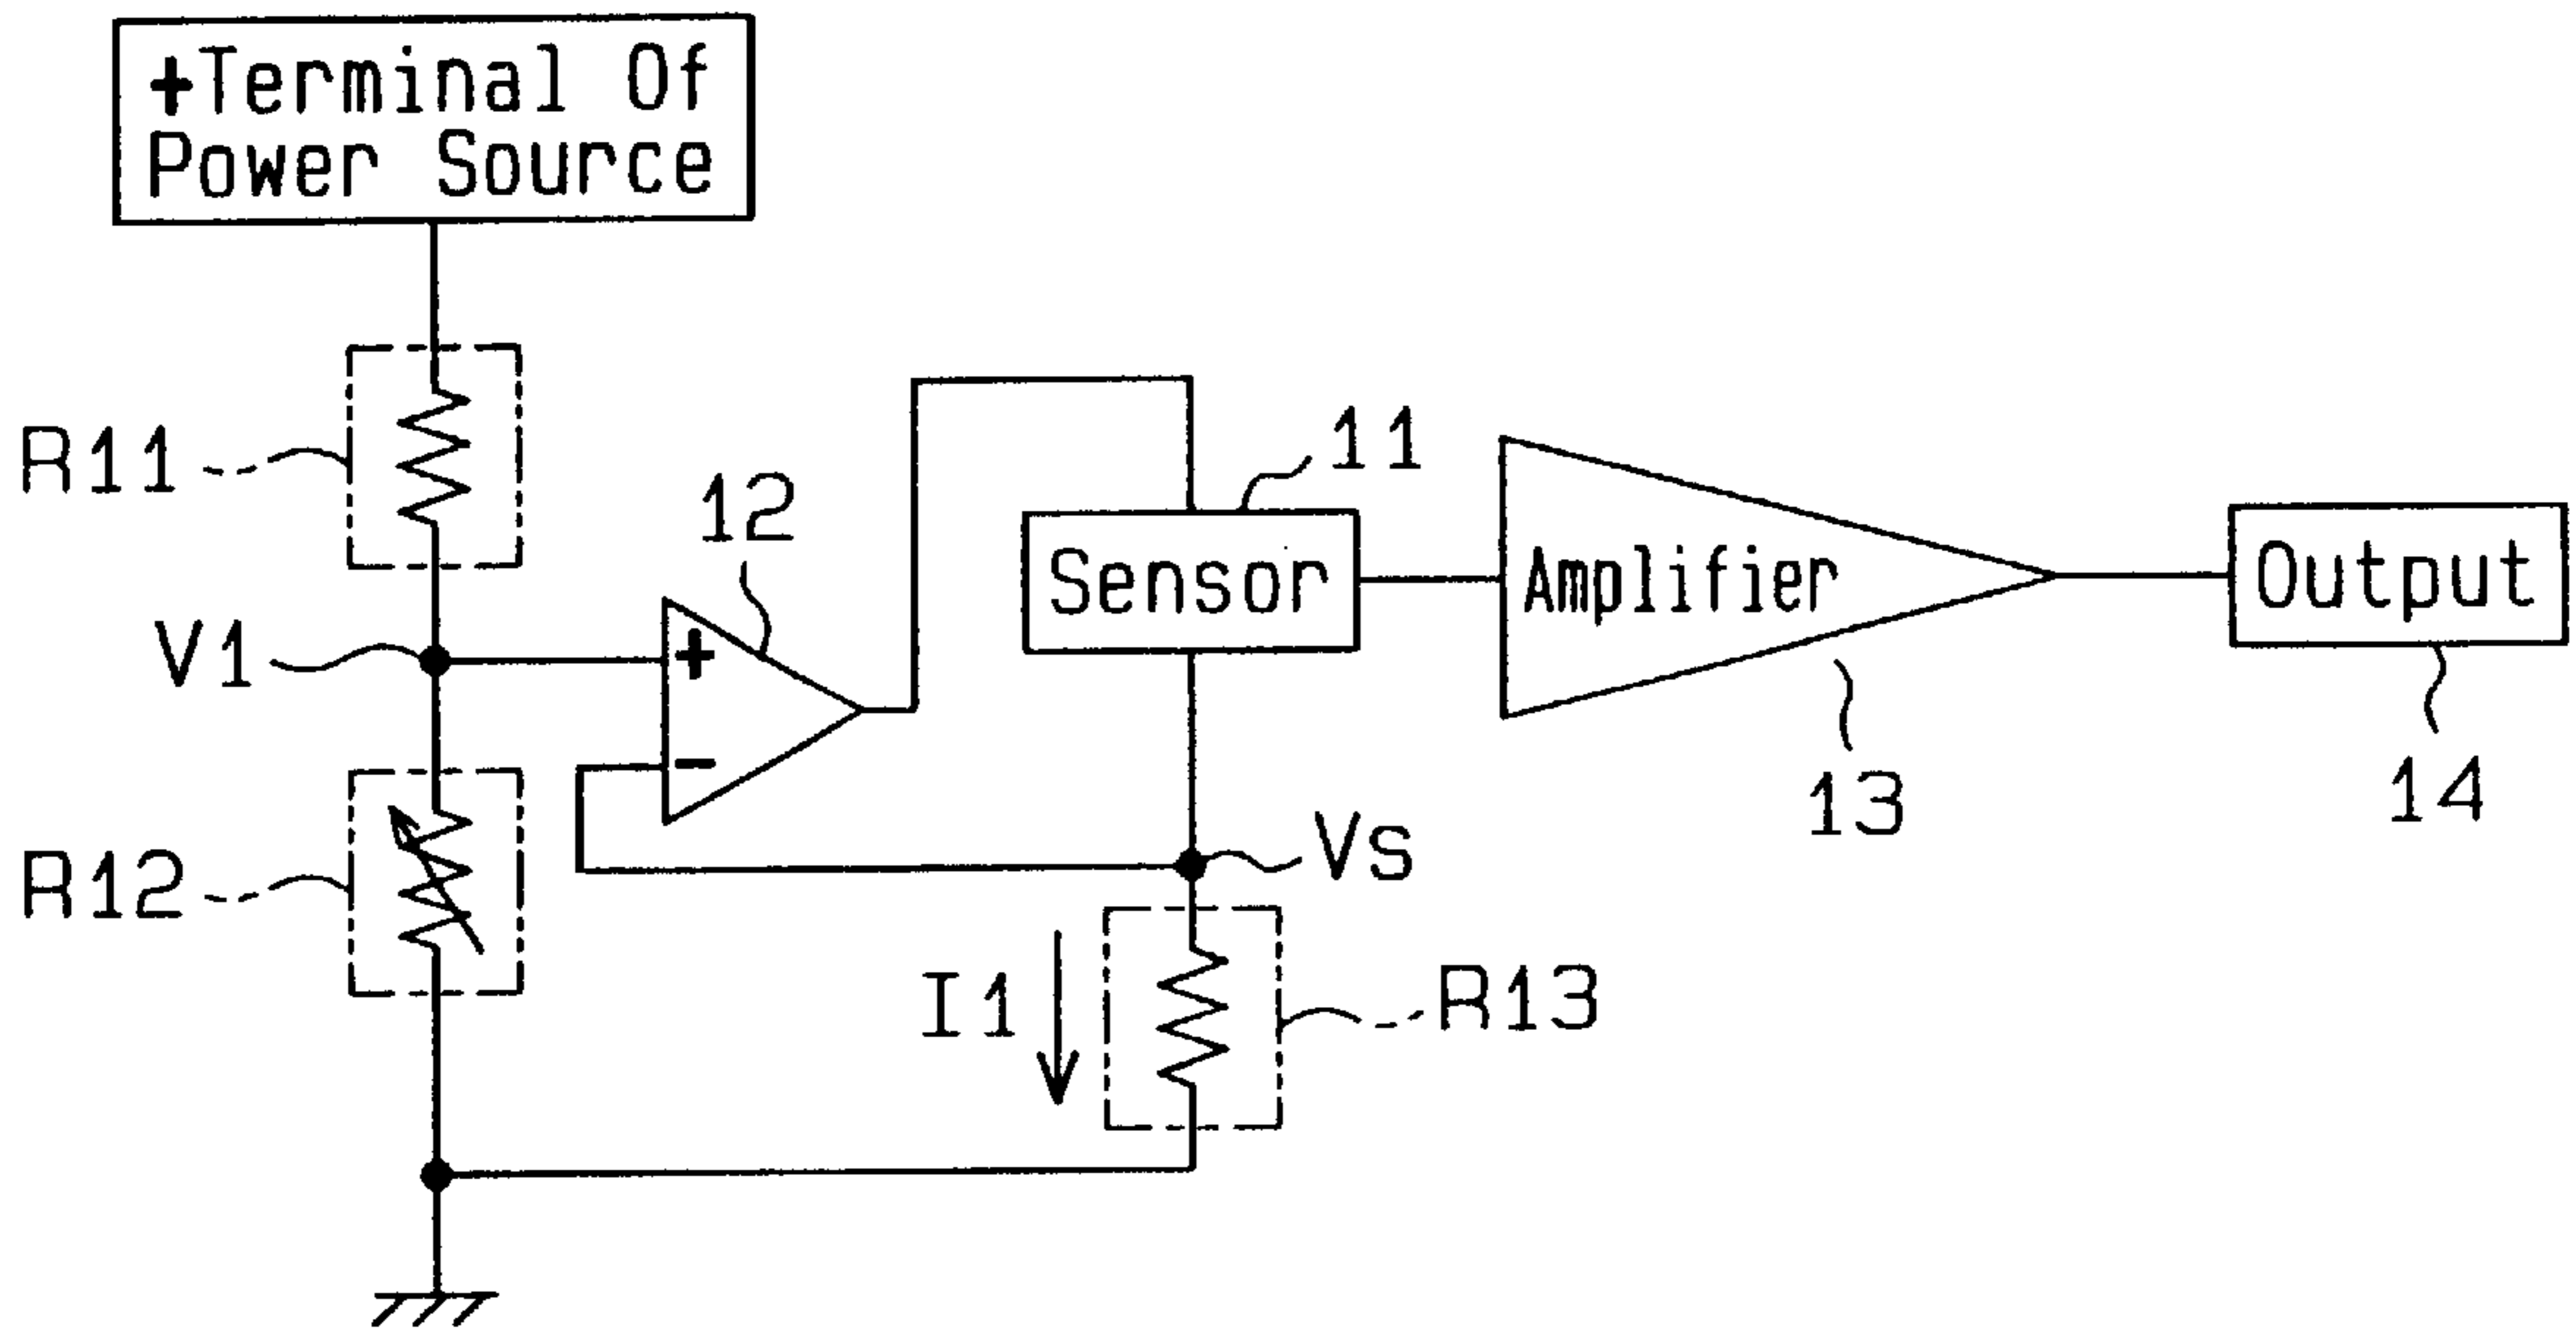 +Terminal Of
Power Source
R11
12
11
Sensor
Amplifier
Output
V1
+
-
13
14
R12
Vs
I1
R13